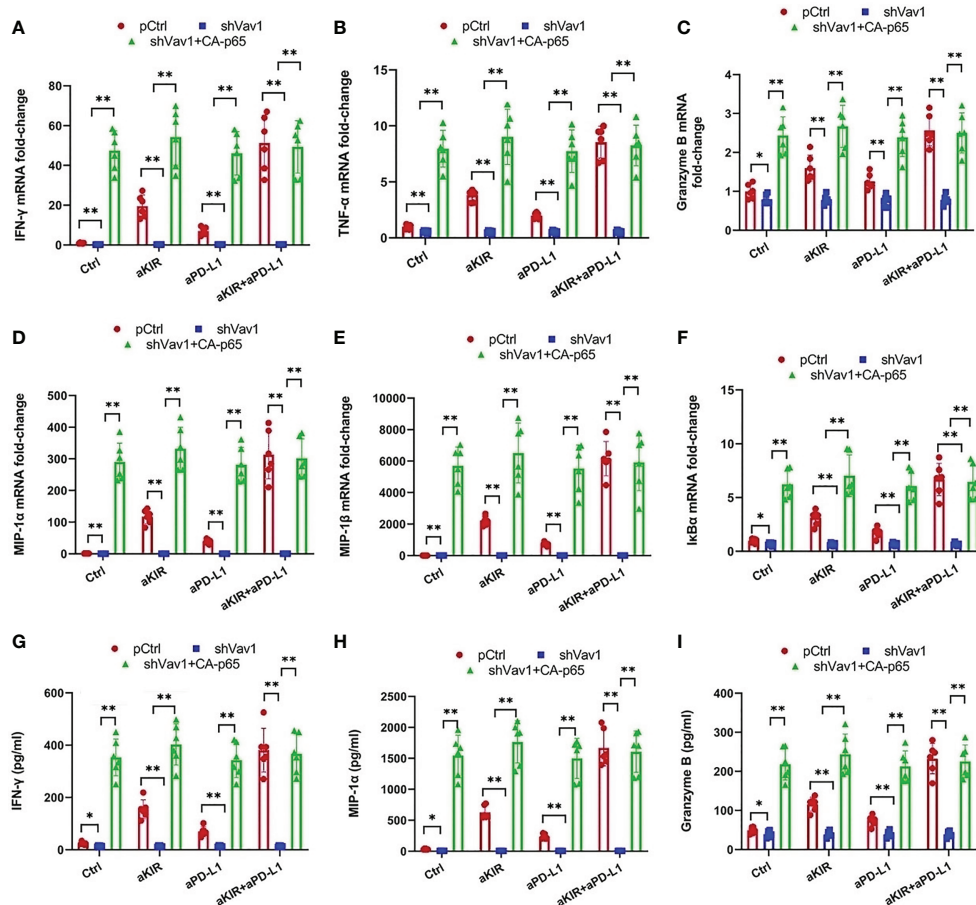 A
pCtrl
shVav1
shVav1+CA-p65
IFN-γ mRNA fold-change
80
60
40
20
0
**
**
**
**
**
**
**
**
Ctrl
aKIR
aPD-L1
aKIR+aPD-L1
B
pCtrl
shVav1
shVav1+CA-p65
TNF-α mRNA fold-change
15
10
5
0
**
**
**
**
**
**
**
**
Ctrl
aKIR
aPD-L1
aKIR+aPD-L1
C
pCtrl
shVav1
shVav1+CA-p65
Granzyme B mRNA
fold-change
4
3
2
1
0
*
**
**
**
**
**
**
**
Ctrl
aKIR
aPD-L1
aKIR+aPD-L1
D
pCtrl
shVav1
shVav1+CA-p65
MIP-1α mRNA fold-change
500
400
300
200
100
0
**
**
**
**
**
**
**
**
Ctrl
aKIR
aPD-L1
aKIR+aPD-L1
E
pCtrl
shVav1
shVav1+CA-p65
MIP-1β mRNA fold-change
10000
8000
6000
4000
2000
0
**
**
**
**
**
**
**
**
Ctrl
aKIR
aPD-L1
aKIR+aPD-L1
F
pCtrl
shVav1
shVav1+CA-p65
IκBα mRNA fold-change
15
10
5
0
*
**
**
**
**
**
**
**
Ctrl
aKIR
aPD-L1
aKIR+aPD-L1
G
pCtrl
shVav1
shVav1+CA-p65
IFN-γ (pg/ml)
600
400
200
0
*
**
**
**
**
**
**
**
Ctrl
aKIR
aPD-L1
aKIR+aPD-L1
H
pCtrl
shVav1
shVav1+CA-p65
MIP-1α (pg/ml)
2500
2000
1500
1000
500
0
*
**
**
**
**
**
**
**
Ctrl
aKIR
aPD-L1
aKIR+aPD-L1
I
pCtrl
shVav1
shVav1+CA-p65
Granzyme B (pg/ml)
400
300
200
100
0
*
**
**
**
**
**
**
**
Ctrl
aKIR
aPD-L1
aKIR+aPD-L1